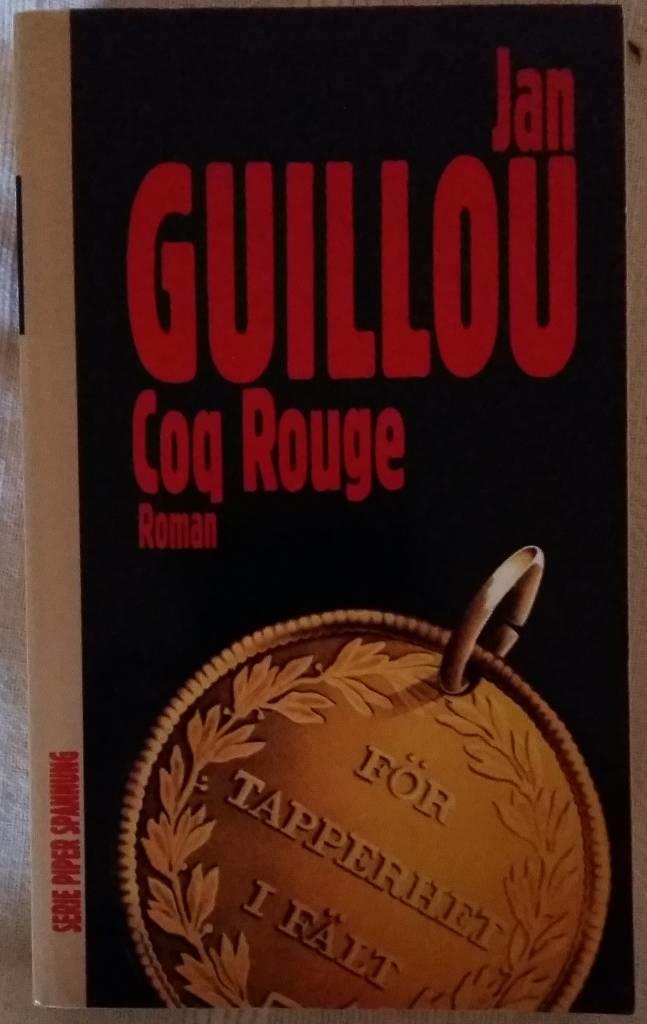 Jan
GUILLOU
Coq Rouge
Roman
FÖR
TAPPERHET
I FÄLT
SERIE PIPER SPANNUNG